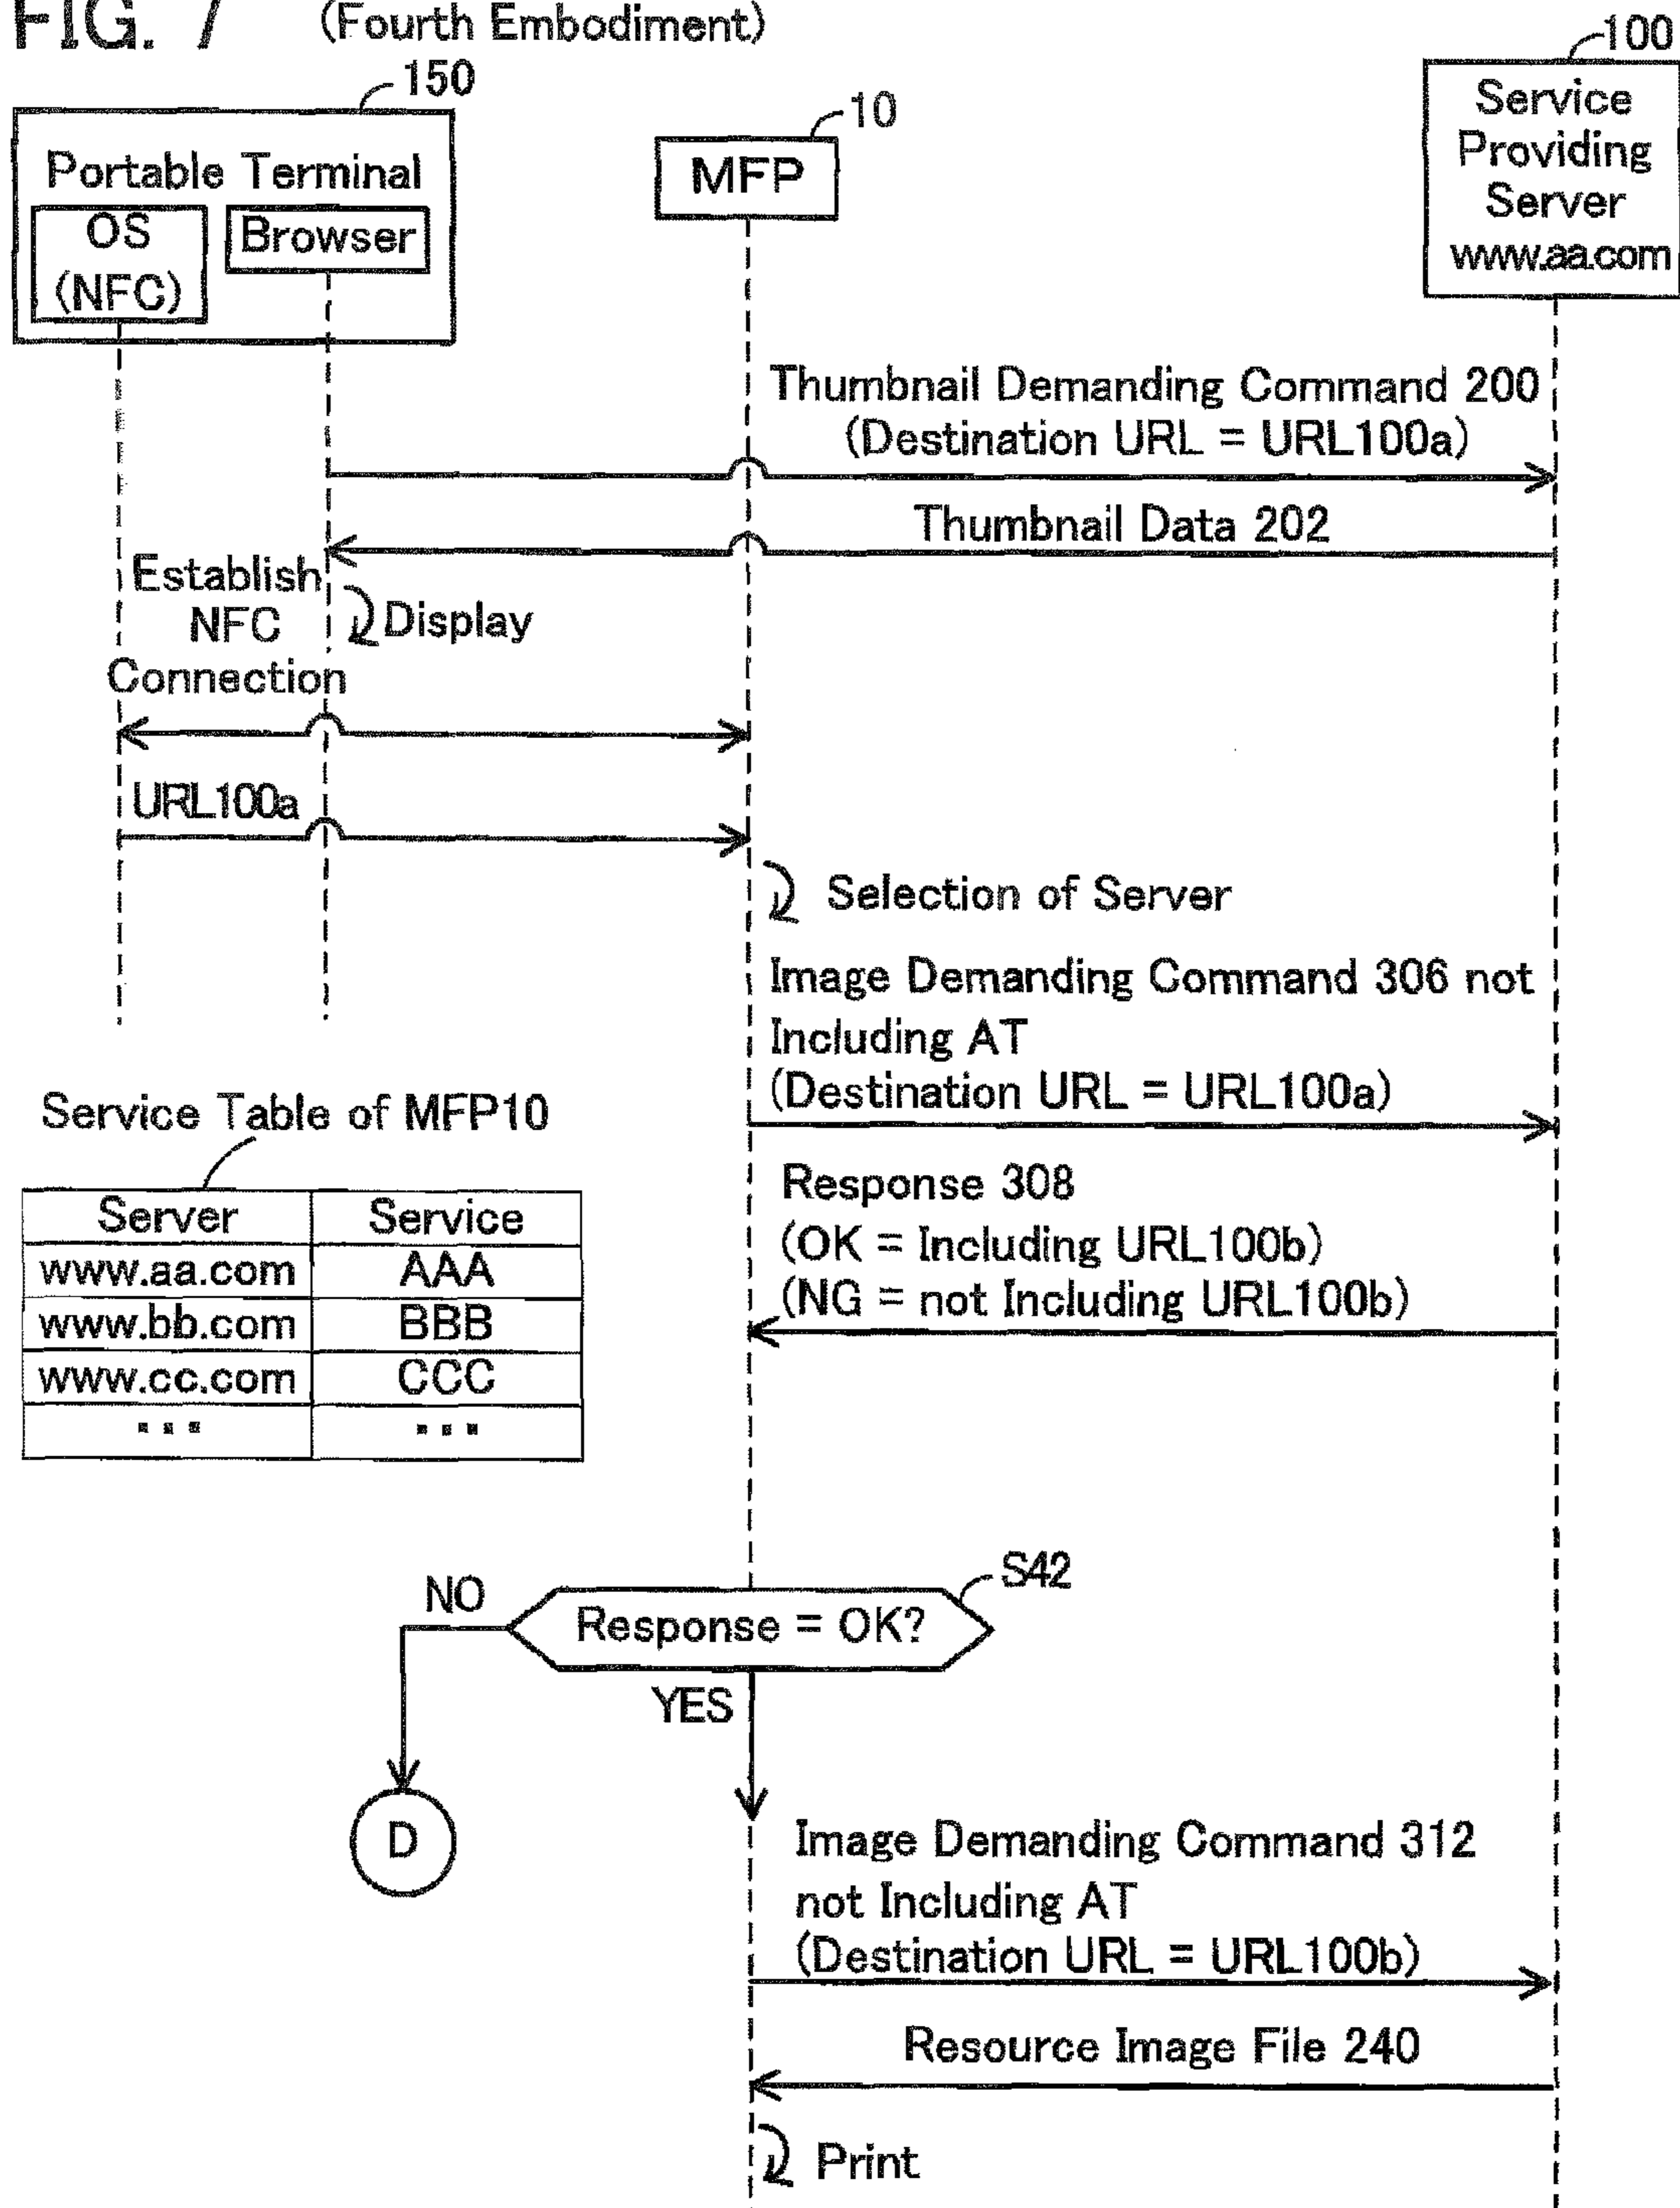 FIG. 7 (Fourth Embodiment)
150
Portable Terminal
OS
(NFC)
Browser
10
MFP
100
Service
Providing
Server
www.aa.com
Thumbnail Demanding Command 200
(Destination URL = URL100a)
Thumbnail Data 202
Establish
NFC
Connection
Display
URL100a
Selection of Server
Image Demanding Command 306 not
Including AT
(Destination URL = URL100a)
Service Table of MFP10
Server Service
www.aa.com AAA
www.bb.com BBB
www.cc.com CCC
... ...
Response 308
(OK = Including URL100b)
(NG = not Including URL100b)
S42
Response = OK?
NO
YES
D
Image Demanding Command 312
not Including AT
(Destination URL = URL100b)
Resource Image File 240
Print